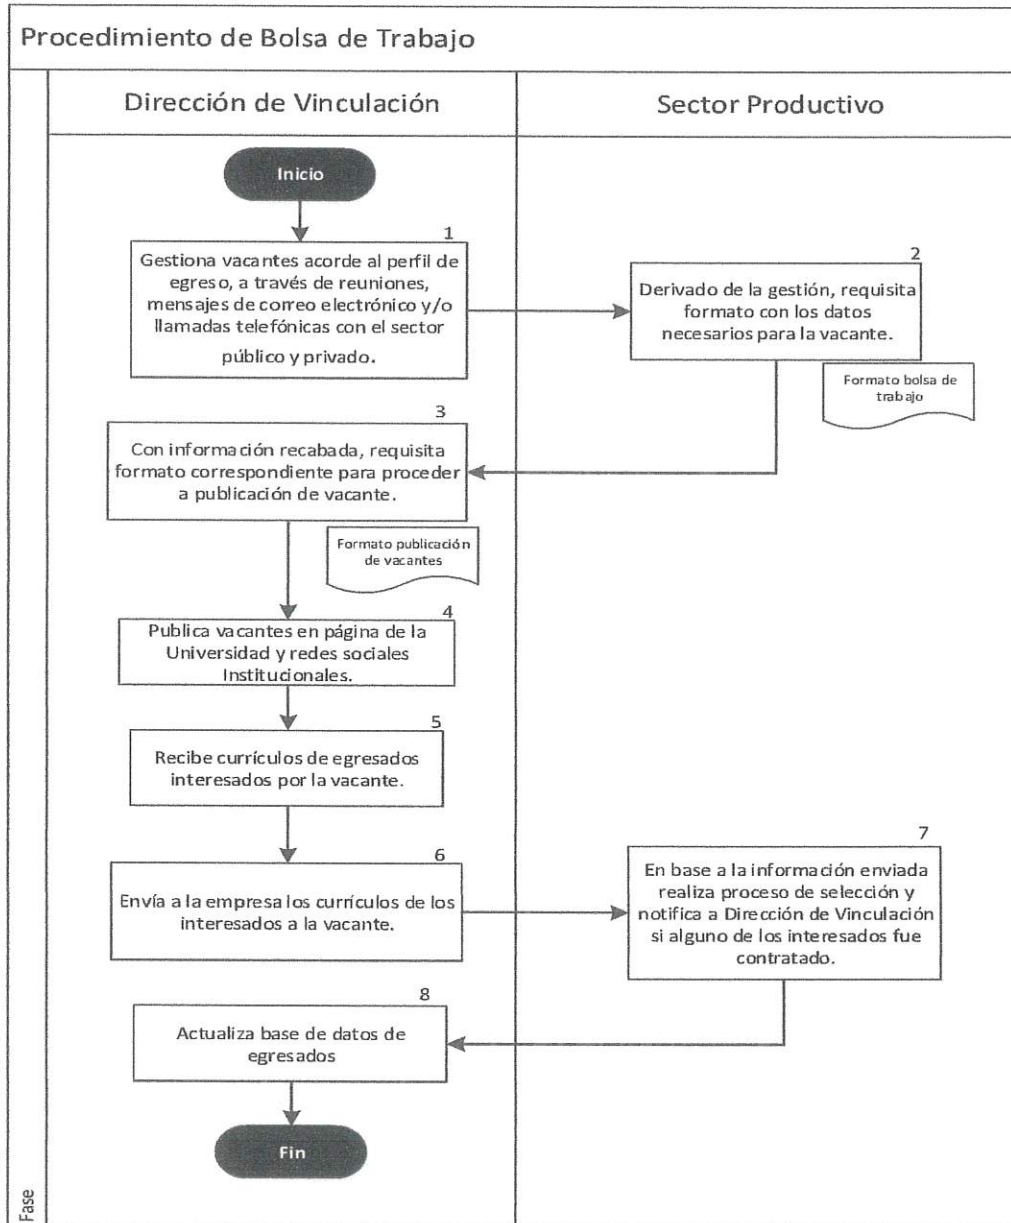 Procedimiento de Bolsa de Trabajo
Dirección de Vinculación
Sector Productivo
Inicio
1
Gestiona vacantes acorde al perfil de
egreso, a través de reuniones,
mensajes de correo electrónico y/o
llamadas telefónicas con el sector
público y privado.
2
Derivado de la gestión, requisita
formato con los datos
necesarios para la vacante.
Formato bolsa de
trabajo
3
Con información recabada, requisita
formato correspondiente para proceder
a publicación de vacante.
Formato publicación
de vacantes
4
Publica vacantes en página de la
Universidad y redes sociales
Institucionales.
5
Recibe currículos de egresados
interesados por la vacante.
6
Envía a la empresa los currículos de los
interesados a la vacante.
7
En base a la información enviada
realiza proceso de selección y
notifica a Dirección de Vinculación
si alguno de los interesados fue
contratado.
8
Actualiza base de datos de
egresados
Fin
Fase